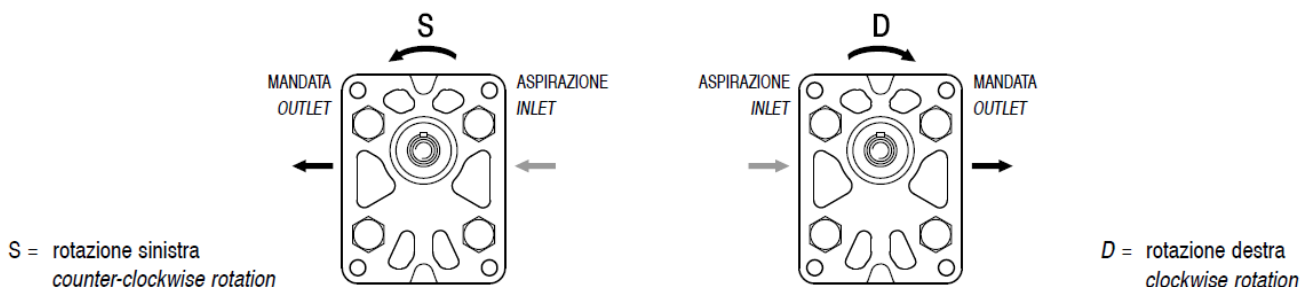 S
MANDATA
OUTLET
ASPIRAZIONE
INLET
S = rotazione sinistra
counter-clockwise rotation
D
ASPIRAZIONE
INLET
MANDATA
OUTLET
D = rotazione destra
clockwise rotation